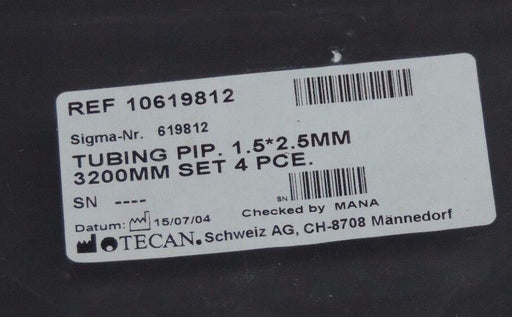 REF 10619812
Sigma-Nr. 619812
TUBING PIP. 1.5*2.5MM
3200MM SET 4 PCE.
SN ----
SN
Datum: 15/07/04
Checked by MANA
TECAN. Schweiz AG, CH-8708 Männedorf